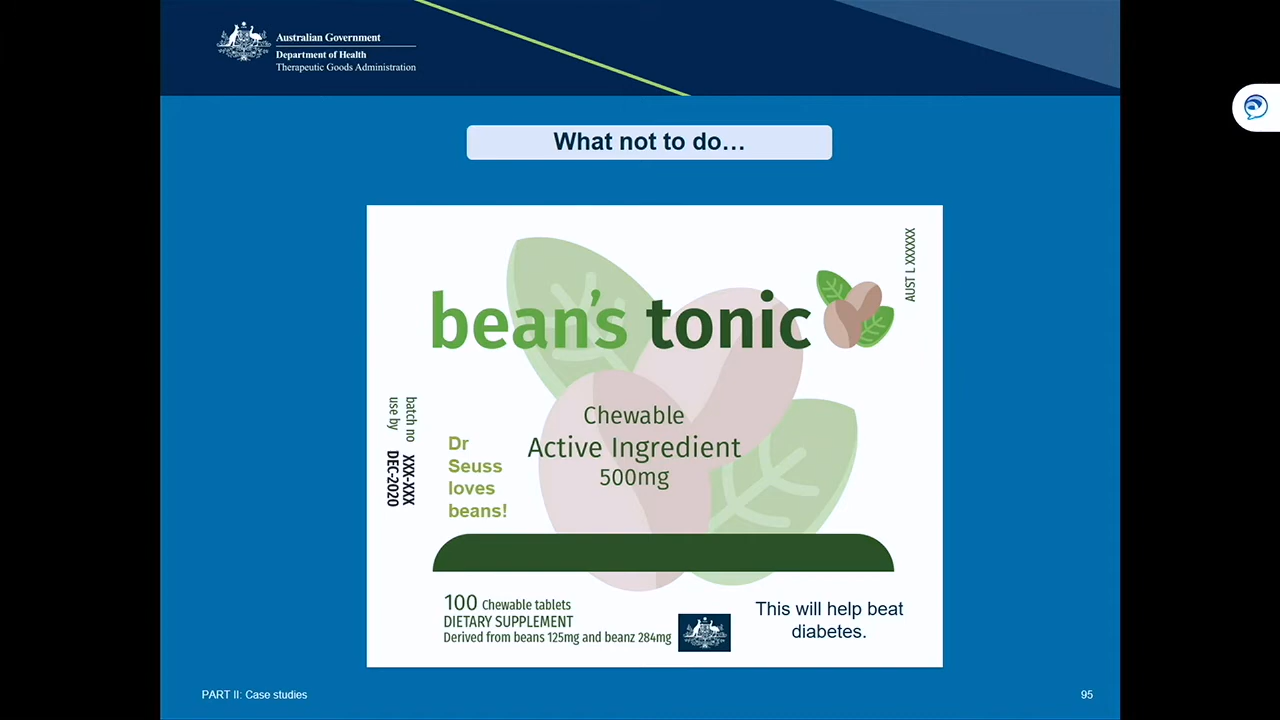 Australian Government
Department of Health
Therapeutic Goods Administration
What not to do…
AUST L XXXXXX
bean's tonic
Chewable
Active Ingredient
500mg
batch no XXX-XXX
use by DEC-2020
Dr
Seuss
loves
beans!
100 Chewable tablets
DIETARY SUPPLEMENT
Derived from beans 125mg and beanz 284mg
This will help beat
diabetes.
PART II: Case studies
95